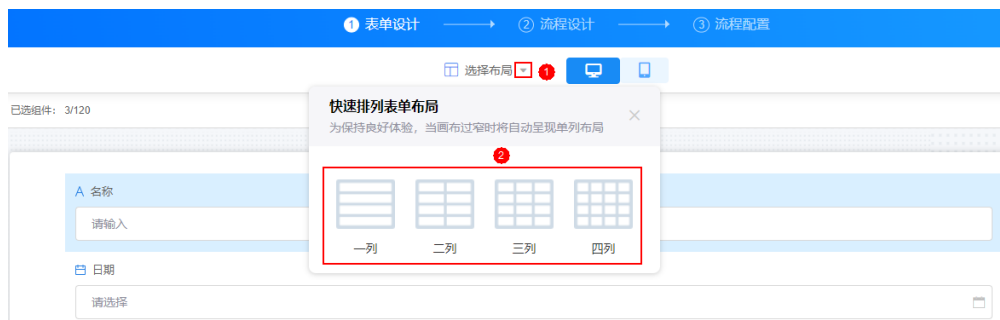 1 表单设计 2 流程设计 3 流程配置
选择布局 1
已选组件：3/120
快速排列表单布局
为保持良好体验，当画布过窄时将自动呈现单列布局
2
一列 二列 三列 四列
名称
请输入
日期
请选择